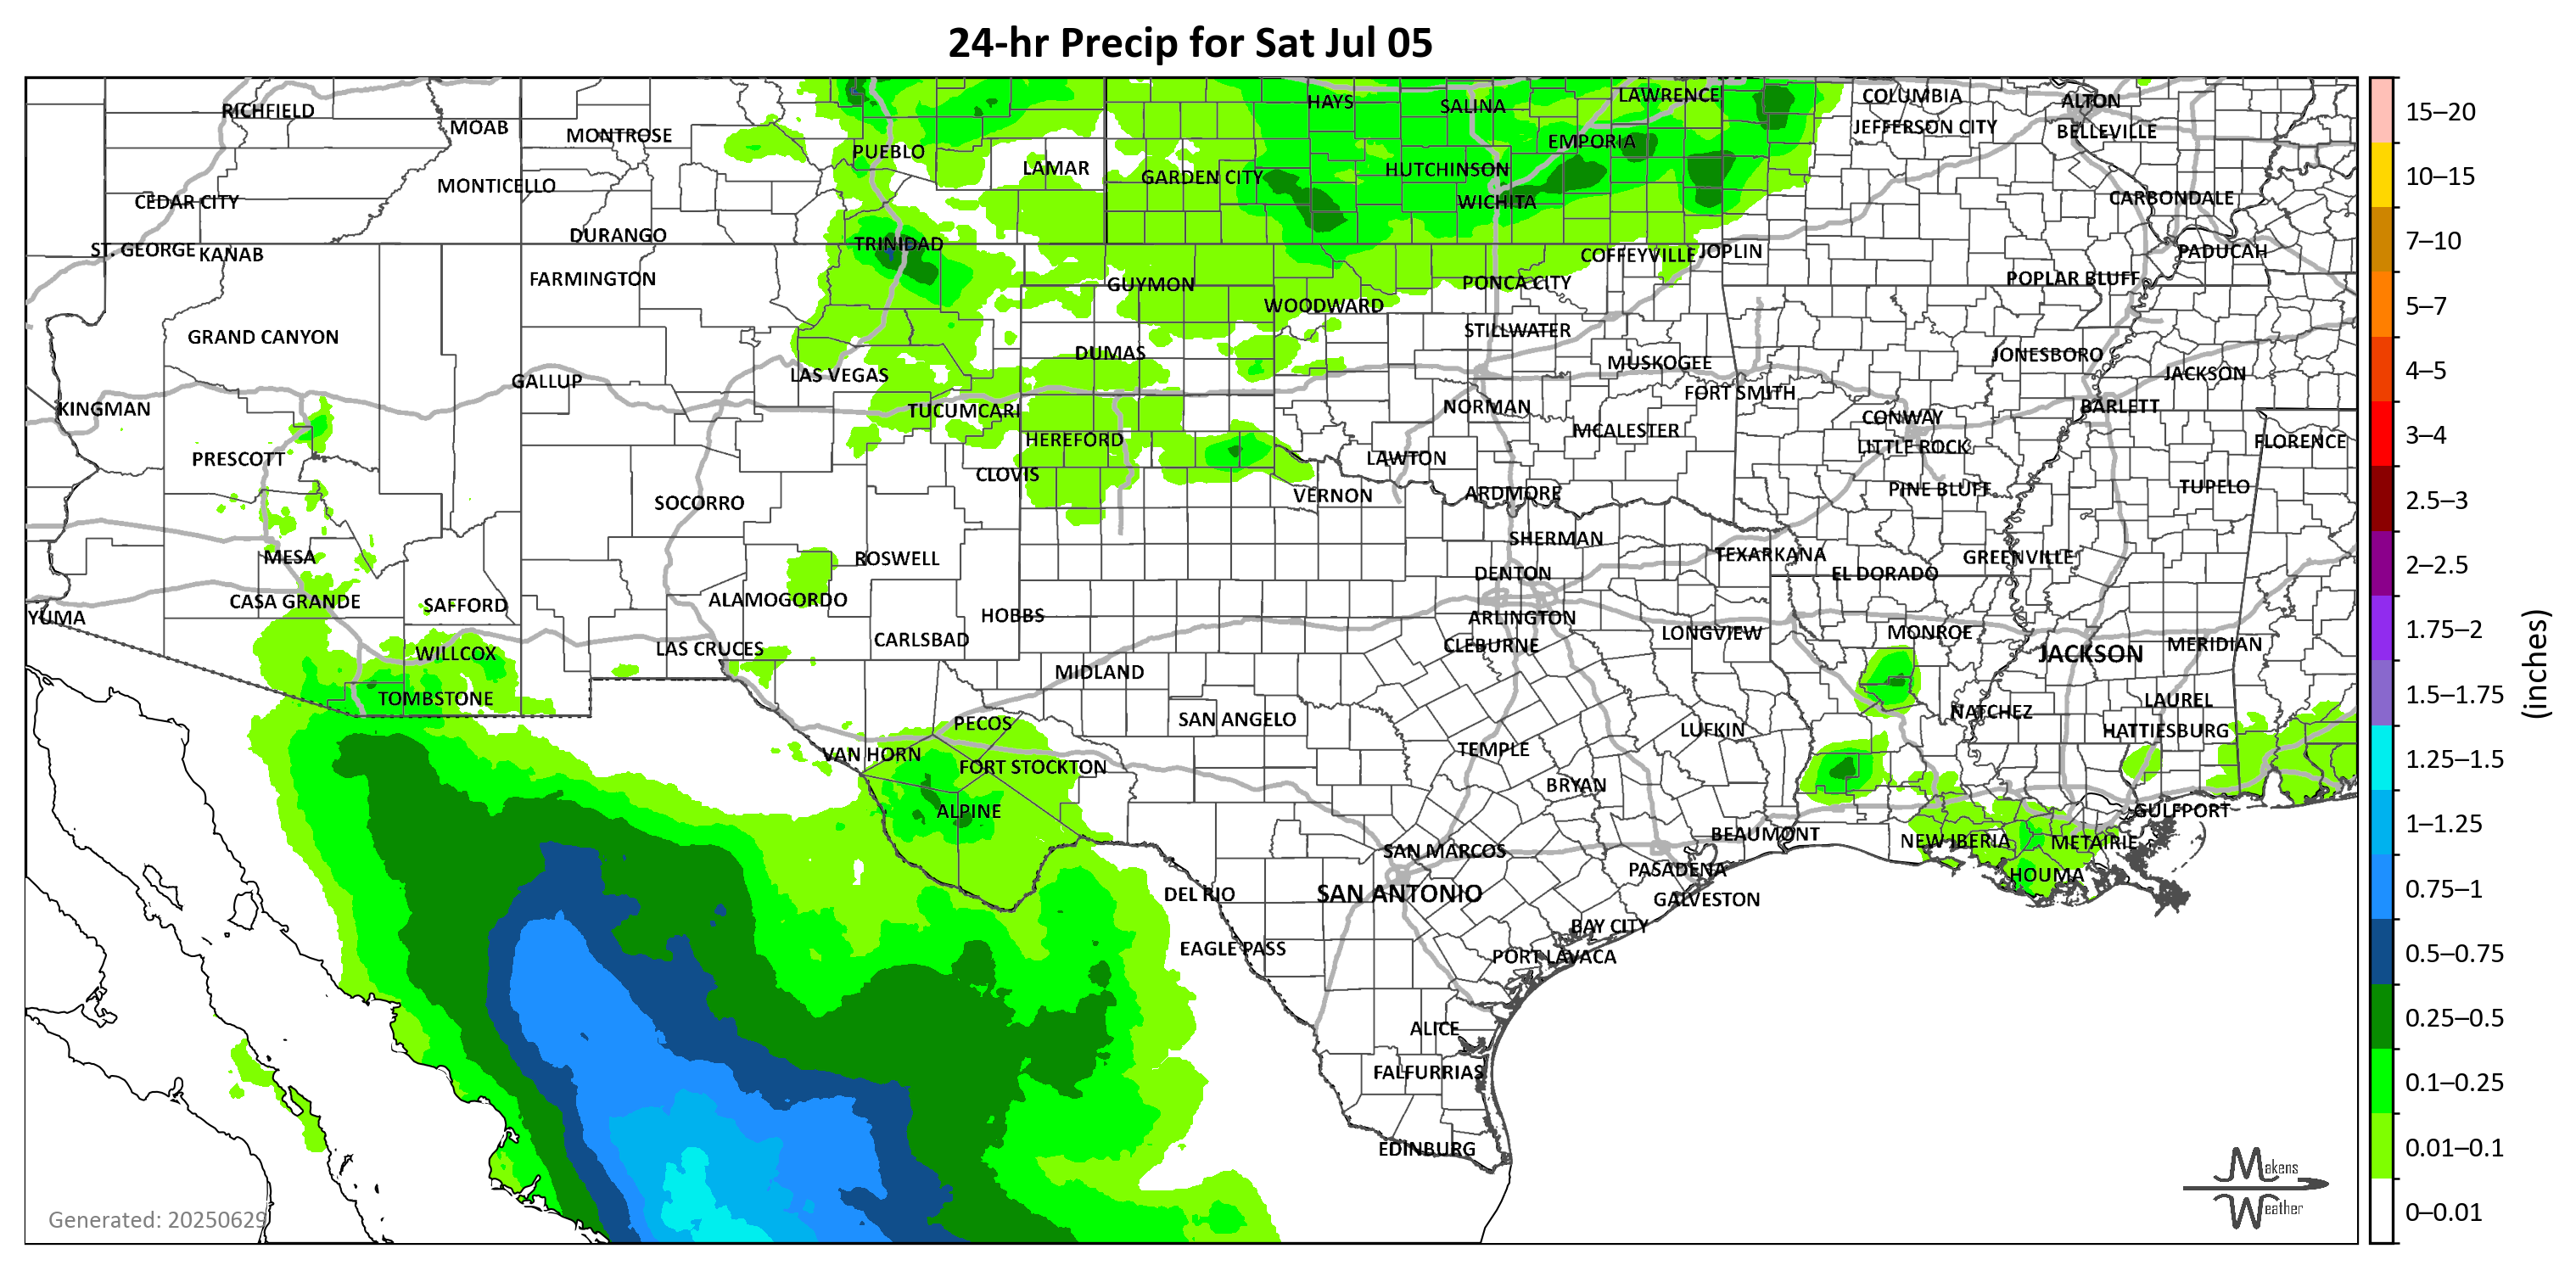 24-hr Precip for Sat Jul 05
RICHFIELD
MOAB
MONTROSE
PUEBLO
LAMAR
HAYS
SALINA
LAWRENCE
COLUMBIA
ALTON
JEFFERSON CITY
BELLEVILLE
EMPORIA
HUTCHINSON
GARDEN CITY
WICHITA
MONTICELLO
CEDAR CITY
CARBONDALE
DURANGO
TRINIDAD
ST. GEORGE
KANAB
COFFEYVILLE
JOPLIN
PADUCAH
FARMINGTON
GUYMON
PONCA CITY
POPLAR BLUFF
WOODWARD
GRAND CANYON
STILLWATER
DUMAS
MUSKOGEE
JONESBORO
GALLUP
LAS VEGAS
JACKSON
FORT SMITH
KINGMAN
TUCUMCARI
NORMAN
CONWAY
BARLETT
HEREFORD
MCALESTER
LITTLE ROCK
FLORENCE
PRESCOTT
LAWTON
CLOVIS
VERNON
ARDMORE
PINE BLUFF
TUPELO
SOCORRO
SHERMAN
MESA
ROSWELL
TEXARKANA
GREENVILLE
DENTON
EL DORADO
CASA GRANDE
SAFFORD
ALAMOGORDO
HOBBS
ARLINGTON
YUMA
CARLSBAD
CLEBURNE
LONGVIEW
MONROE
MERIDIAN
WILLCOX
LAS CRUCES
JACKSON
MIDLAND
TOMBSTONE
LAUREL
PECOS
SAN ANGELO
NATCHEZ
LUFKIN
HATTIESBURG
VAN HORN
TEMPLE
FORT STOCKTON
BRYAN
ALPINE
GULFPORT
BEAUMONT
NEW IBERIA
METAIRIE
SAN MARCOS
PASADENA
HOUMA
DEL RIO
SAN ANTONIO
GALVESTON
BAY CITY
EAGLE PASS
PORT LAVACA
ALICE
FALFURRIAS
EDINBURG
Generated: 20250629
Makens
Weather
15–20
10–15
7–10
5–7
4–5
3–4
2.5–3
2–2.5
1.75–2
1.5–1.75
1.25–1.5
1–1.25
0.75–1
0.5–0.75
0.25–0.5
0.1–0.25
0.01–0.1
0–0.01
(inches)